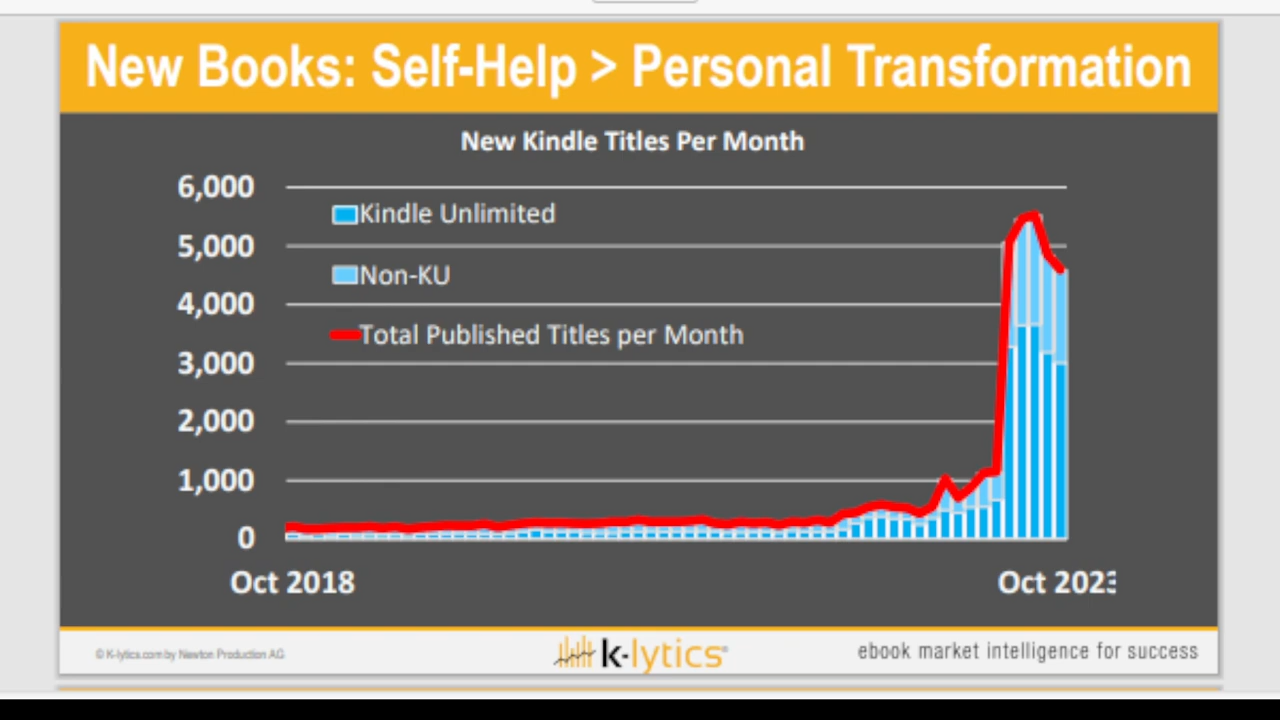 New Books: Self-Help > Personal Transformation
New Kindle Titles Per Month
6,000
Kindle Unlimited
5,000
Non-KU
4,000
Total Published Titles per Month
3,000
2,000
1,000
0
Oct 2018
Oct 2023
© K-lytics.com by Newton Production AG
k-lytics®
ebook market intelligence for success